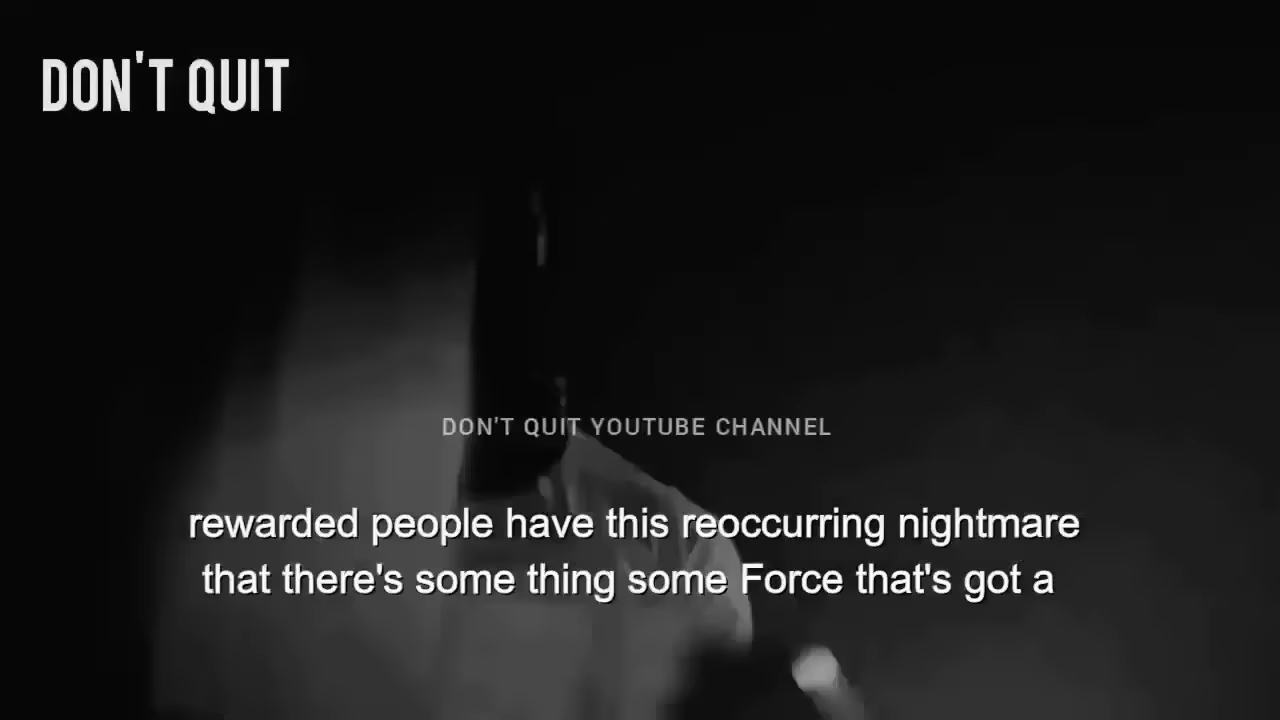 DON'T QUIT
DON'T QUIT YOUTUBE CHANNEL
rewarded people have this reoccurring nightmare
that there's some thing some Force that's got a